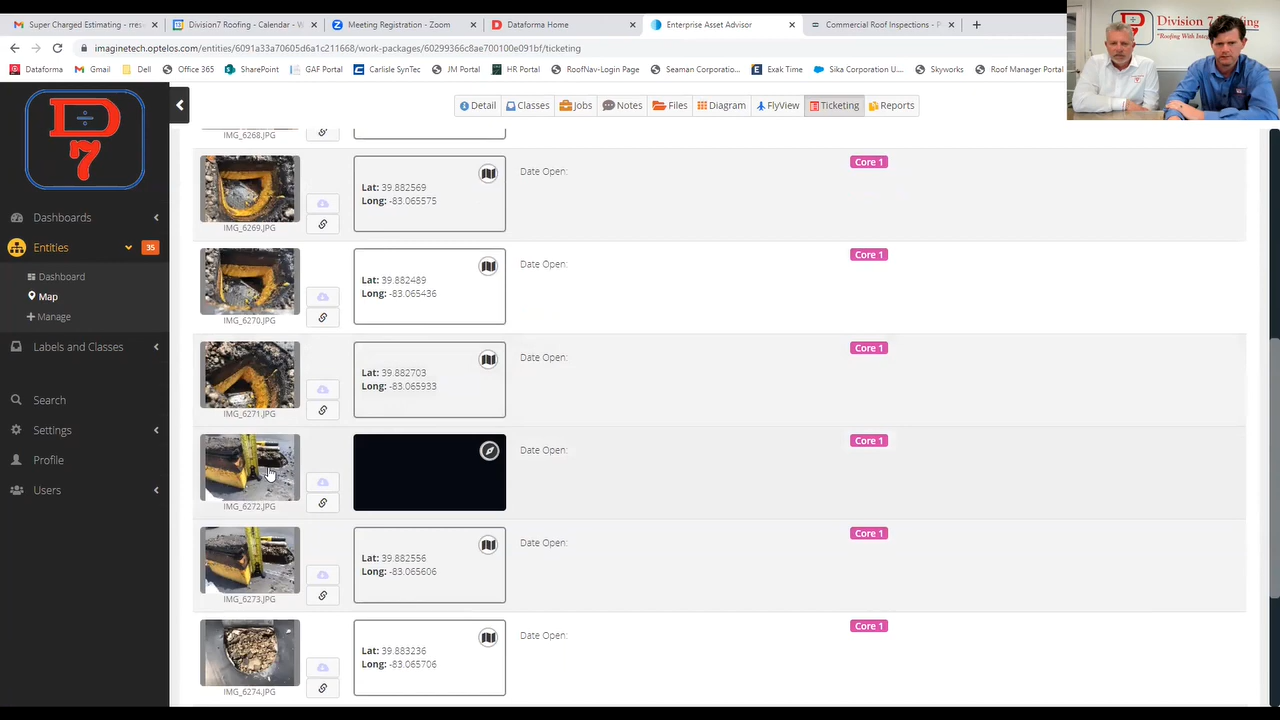 Super Charged Estimating - rrese
Division7 Roofing - Calendar - W
Meeting Registration - Zoom
Dataforma Home
Enterprise Asset Advisor
Commercial Roof Inspections - P
imaginetech.optelos.com/entities/6091a33a70605d6a1c211668/work-packages/6029936fb3e700100e091bf/ticketing
Dataforma
Gmail
Dell
Office 365
SharePoint
GAF Portal
Carlisle SynTec
JM Portal
HR Portal
RoofNav-Login Page
Seaman Corporatio...
Exak Time
Sika Corporation U....
Skyworks
Roof Manager Portal
Division 7 Roofing
"Roofing With Integ
D
7
Dashboards
Entities
35
Dashboard
Map
Manage
Labels and Classes
Search
Settings
Profile
Users
Detail
Classes
Jobs
Notes
Files
Diagram
FlyView
Ticketing
Reports
IMG_6268.JPG
Lat: 39.882569
Long: -83.065575
Date Open:
Core 1
IMG_6269.JPG
Lat: 39.882489
Long: -83.065436
Date Open:
Core 1
IMG_6270.JPG
Lat: 39.882703
Long: -83.065933
Date Open:
Core 1
IMG_6271.JPG
Date Open:
Core 1
IMG_6272.JPG
Lat: 39.882556
Long: -83.065606
Date Open:
Core 1
IMG_6273.JPG
Lat: 39.883236
Long: -83.065706
Date Open:
Core 1
IMG_6274.JPG